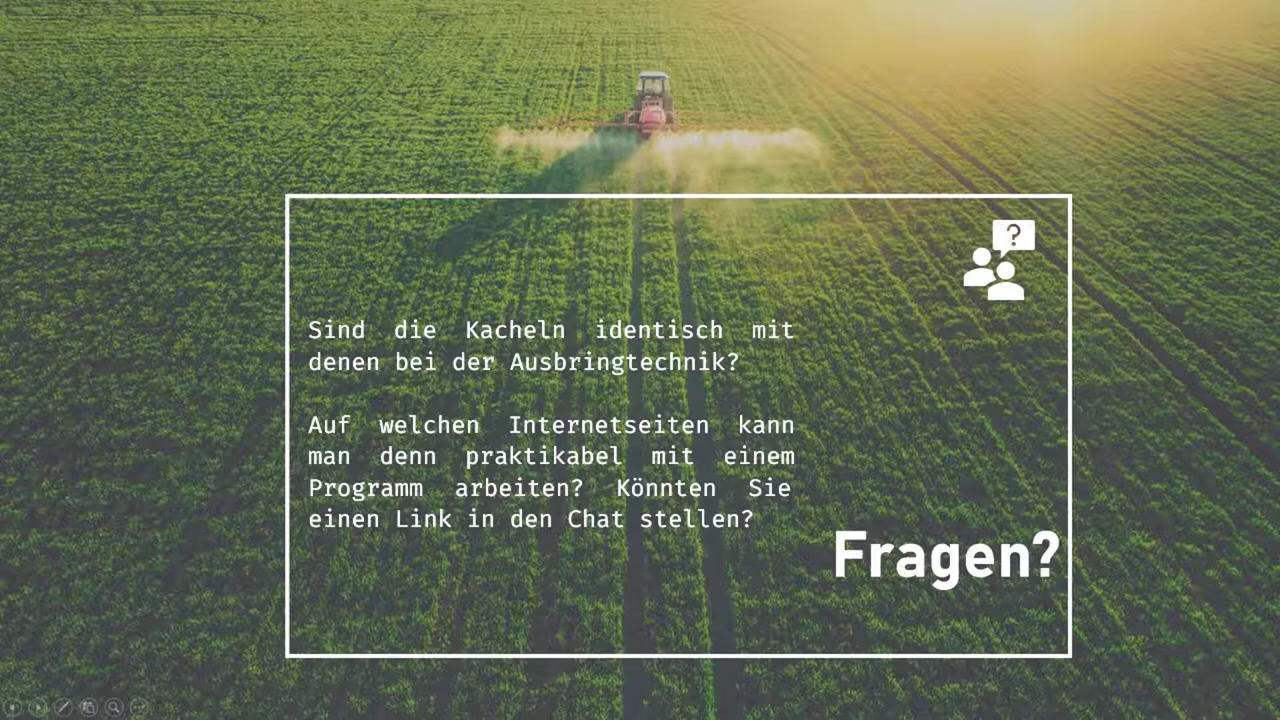 ?
Sind die Kacheln identisch mit
denen bei der Ausbringtechnik?
Auf welchen Internetseiten kann
man denn praktikabel mit einem
Programm arbeiten? Könnten Sie
einen Link in den Chat stellen?
Fragen?